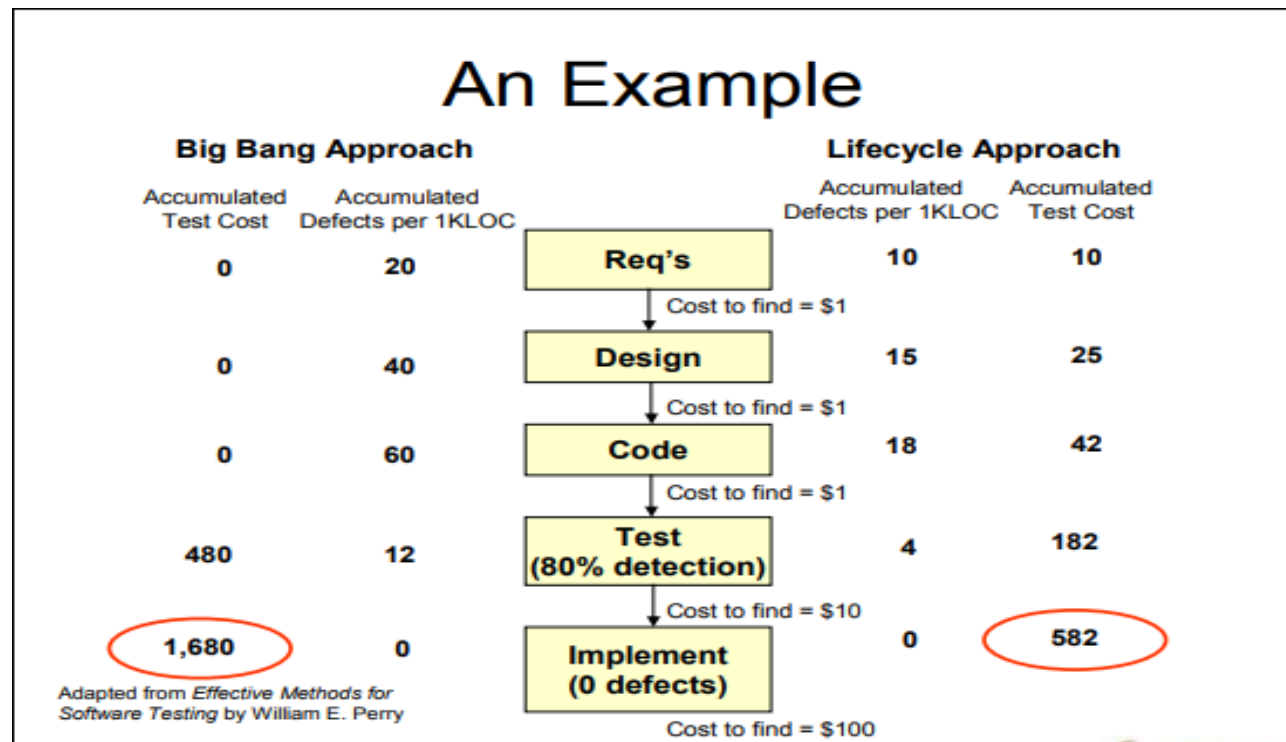 An Example
Big Bang Approach
Lifecycle Approach
Accumulated Test Cost
Accumulated Defects per 1KLOC
Accumulated Defects per 1KLOC
Accumulated Test Cost
0 20 Req's 10 10
Cost to find = $1
0 40 Design 15 25
Cost to find = $1
0 60 Code 18 42
Cost to find = $1
480 12 Test (80% detection) 4 182
Cost to find = $10
1,680 0 Implement (0 defects) 0 582
Adapted from Effective Methods for
Software Testing by William E. Perry
Cost to find = $100